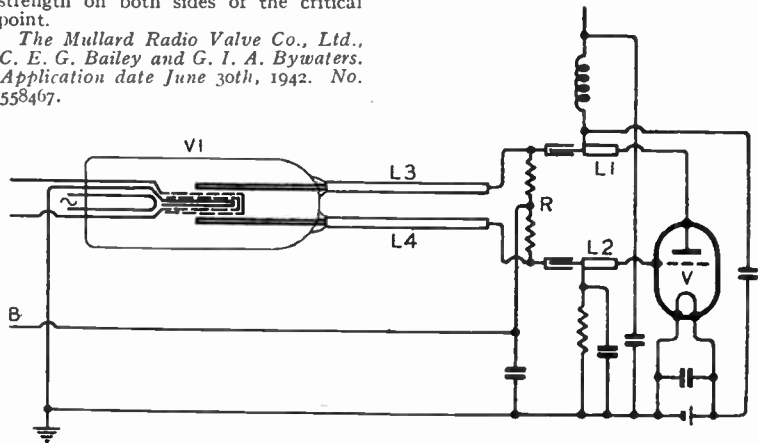 strength on both sides of the critical
point.
The Mullard Radio Valve Co., Ltd.,
C. E. G. Bailey and G. I. A. Bywaters.
Application date June 30th, 1942. No.
558467.
V1
L3
L1
R
L4
L2
V
B